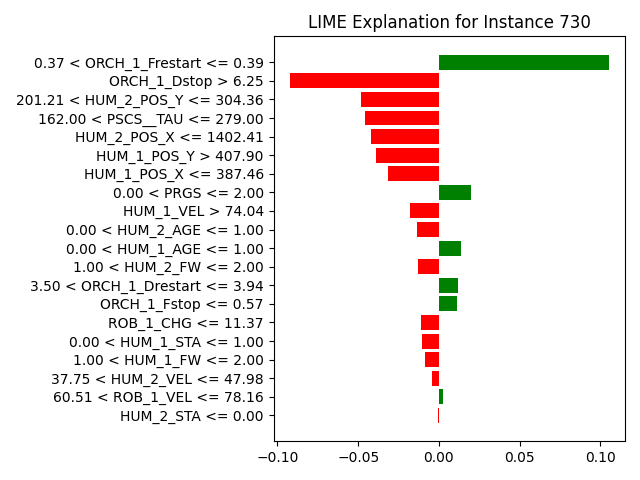 LIME Explanation for Instance 730
0.37 < ORCH_1_Frestart <= 0.39
ORCH_1_Dstop > 6.25
201.21 < HUM_2_POS_Y <= 304.36
162.00 < PSCS__TAU <= 279.00
HUM_2_POS_X <= 1402.41
HUM_1_POS_Y > 407.90
HUM_1_POS_X <= 387.46
0.00 < PRGS <= 2.00
HUM_1_VEL > 74.04
0.00 < HUM_2_AGE <= 1.00
0.00 < HUM_1_AGE <= 1.00
1.00 < HUM_2_FW <= 2.00
3.50 < ORCH_1_Drestart <= 3.94
ORCH_1_Fstop <= 0.57
ROB_1_CHG <= 11.37
0.00 < HUM_1_STA <= 1.00
1.00 < HUM_1_FW <= 2.00
37.75 < HUM_2_VEL <= 47.98
60.51 < ROB_1_VEL <= 78.16
HUM_2_STA <= 0.00
−0.10 −0.05 0.00 0.05 0.10